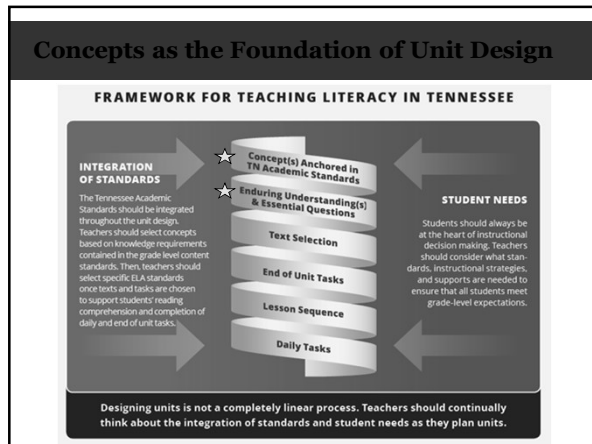 Concepts as the Foundation of Unit Design
FRAMEWORK FOR TEACHING LITERACY IN TENNESSEE
INTEGRATION
OF STANDARDS
The Tennessee Academic
Standards should be integrated
throughout the unit design.
Teachers should select concepts
based on knowledge requirements
contained in the grade level content
standards. Then, teachers should
select specific ELA standards
once texts and tasks are chosen
to support students' reading
comprehension and completion of
daily and end of unit tasks.
Concept(s) Anchored in
TN Academic Standards
Enduring Understanding(s)
& Essential Questions
Text Selection
End of Unit Tasks
Lesson Sequence
Daily Tasks
STUDENT NEEDS
Students should always be
at the heart of instructional
decision making. Teachers
should consider what stan-
dards, instructional strategies,
and supports are needed to
ensure that all students meet
grade-level expectations.
Designing units is not a completely linear process. Teachers should continually
think about the integration of standards and student needs as they plan units.